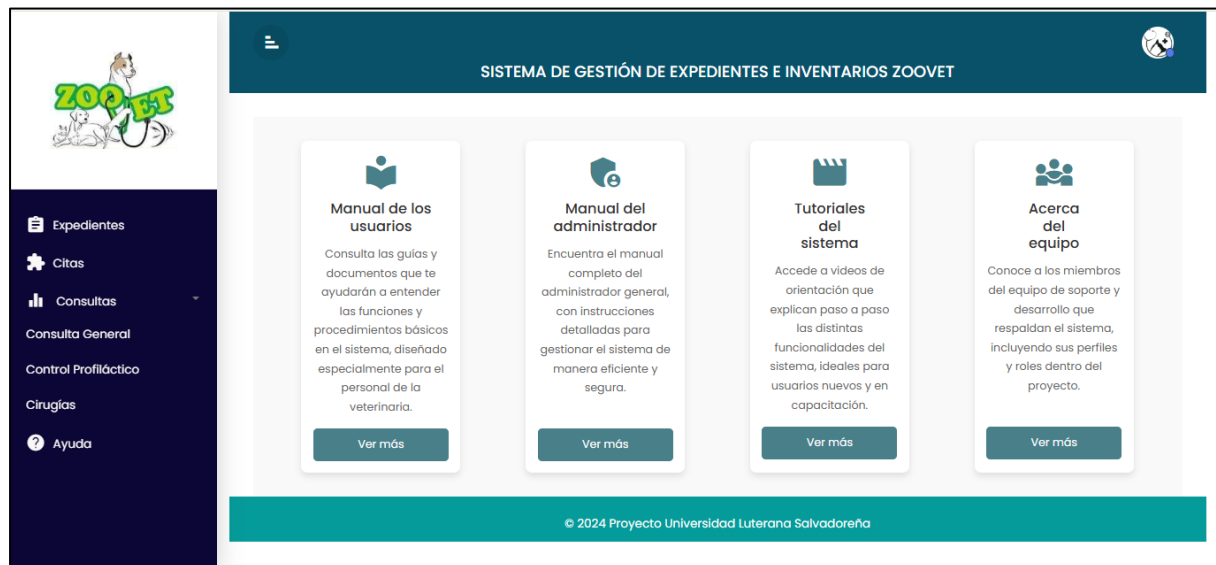 ZOOVET
Expedientes
Citas
Consultas
Consulta General
Control Profiláctico
Cirugías
Ayuda
SISTEMA DE GESTIÓN DE EXPEDIENTES E INVENTARIOS ZOOVET
Manual de los
usuarios
Consulta las guías y
documentos que te
ayudarán a entender
las funciones y
procedimientos básicos
en el sistema, diseñado
especialmente para el
personal de la
veterinaria.
Ver más
Manual del
administrador
Encuentra el manual
completo del
administrador general,
con instrucciones
detalladas para
gestionar el sistema de
manera eficiente y
segura.
Ver más
Tutoriales
del
sistema
Accede a videos de
orientación que
explican paso a paso
las distintas
funcionalidades del
sistema, ideales para
usuarios nuevos y en
capacitación.
Ver más
Acerca
del
equipo
Conoce a los miembros
del equipo de soporte y
desarrollo que
respaldan el sistema,
incluyendo sus perfiles
y roles dentro del
proyecto.
Ver más
© 2024 Proyecto Universidad Luterana Salvadoreña